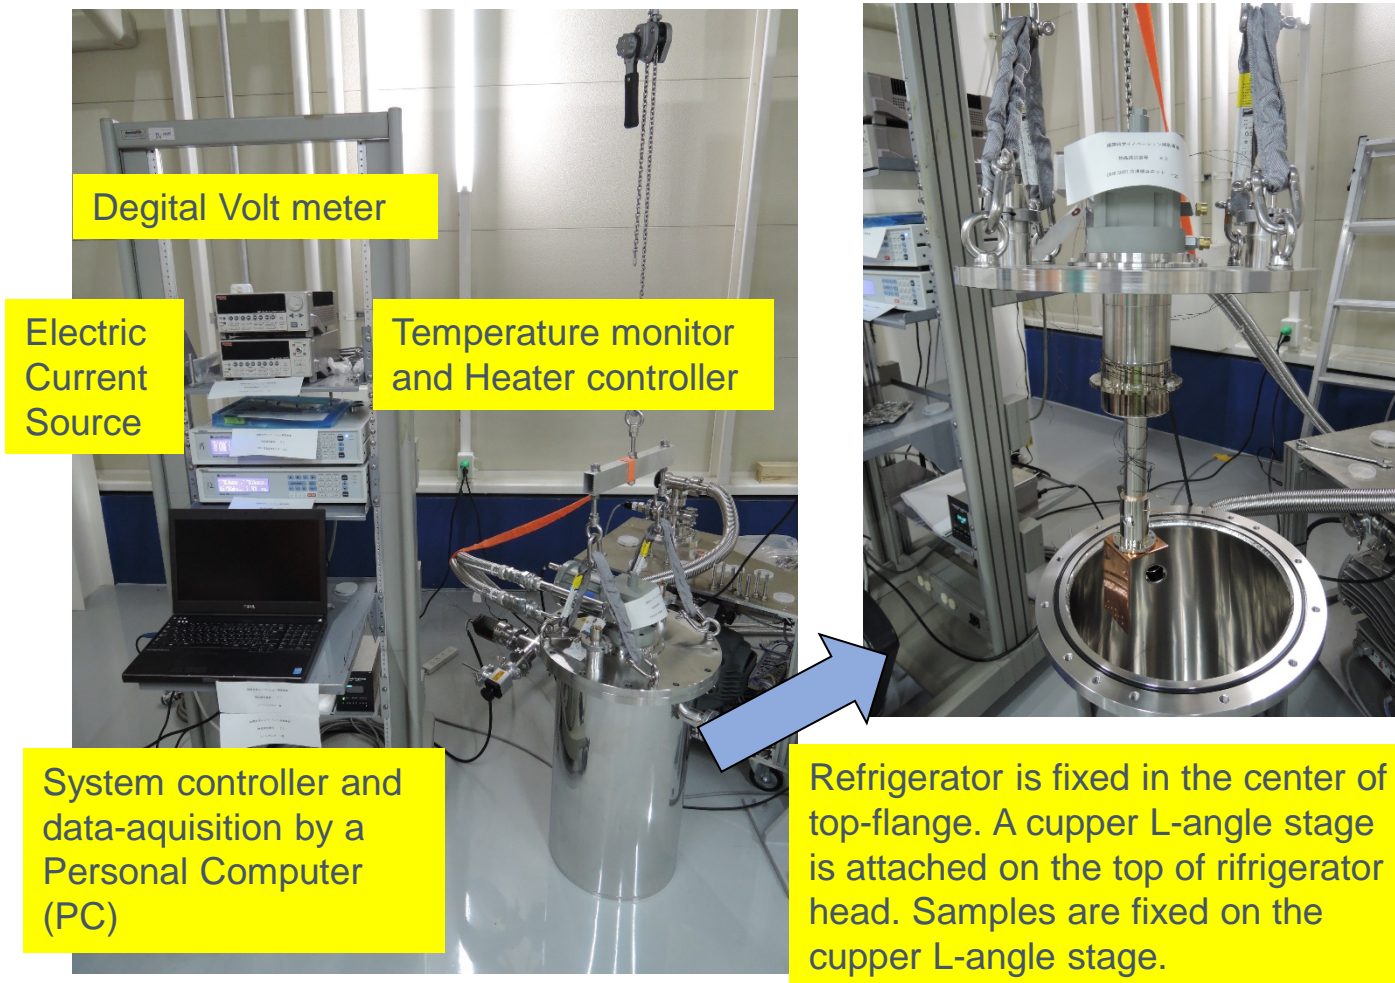 Degital Volt meter
Electric
Current
Source
Temperature monitor
and Heater controller
System controller and
data-aquisition by a
Personal Computer
(PC)
Refrigerator is fixed in the center of
top-flange. A cupper L-angle stage
is attached on the top of rifrigerator
head. Samples are fixed on the
cupper L-angle stage.